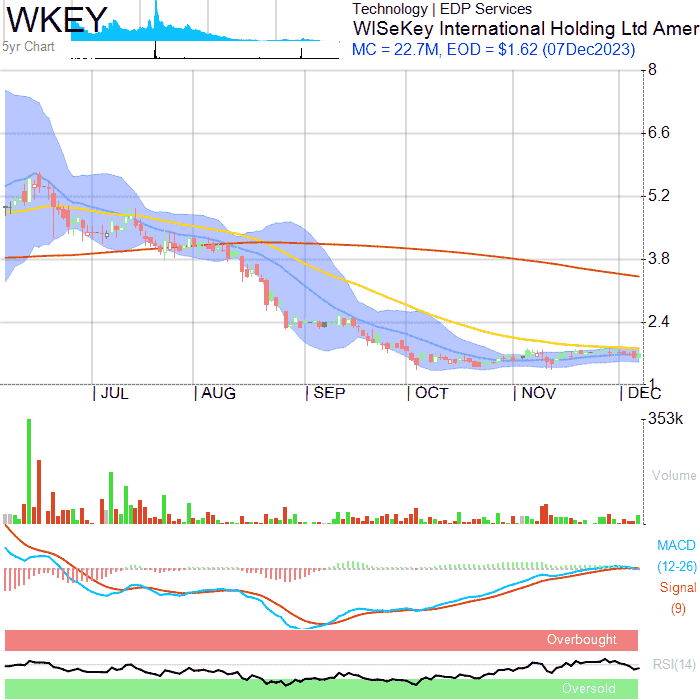 WKEY
5yr Chart
Technology | EDP Services
WISeKey International Holding Ltd Amer
MC = 22.7M, EOD = $1.62 (07Dec2023)
8
6.6
5.2
3.8
2.4
1
JUL AUG SEP OCT NOV DEC
353k
Volume
MACD
(12-26)
Signal
(9)
Overbought
RSI(14)
Oversold